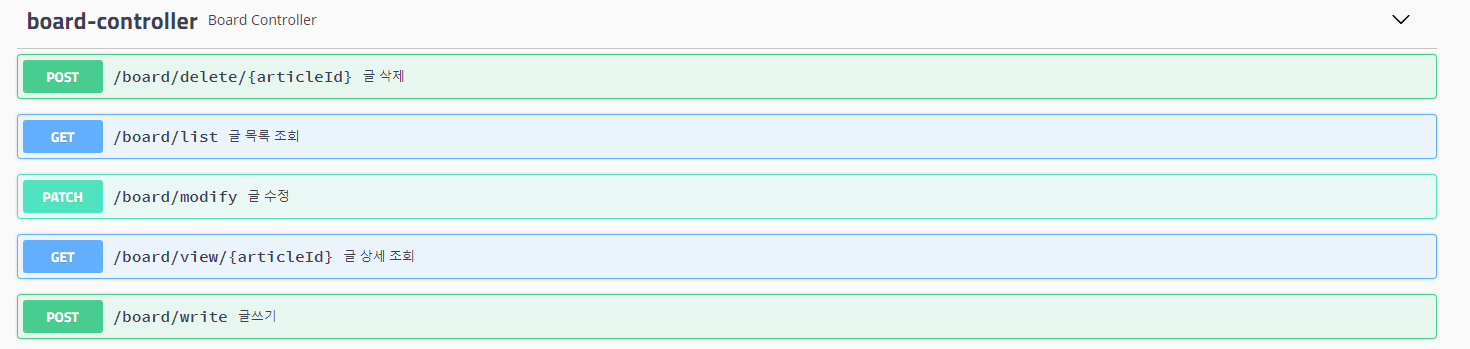 board-controller Board Controller
POST /board/delete/{articleId} 글 삭제
GET /board/list 글 목록 조회
PATCH /board/modify 글 수정
GET /board/view/{articleId} 글 상세 조회
POST /board/write 글쓰기